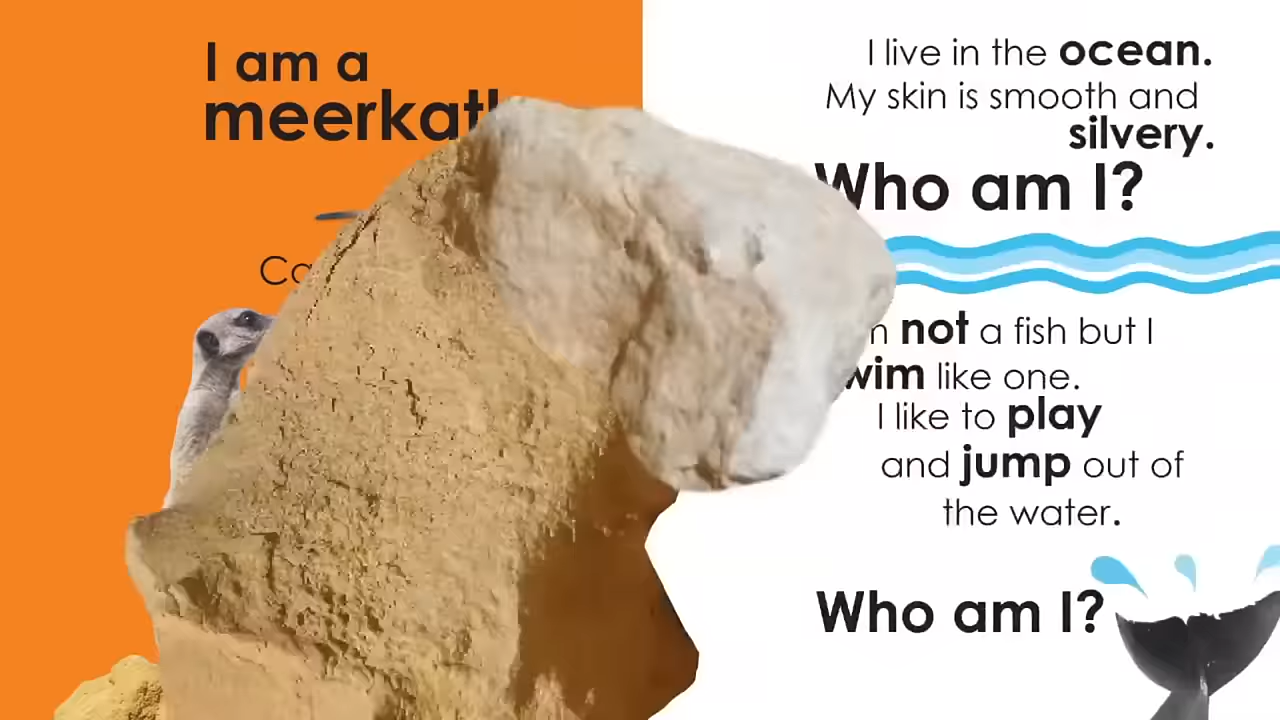 I am a
meerkat!
I live in the ocean.
My skin is smooth and
silvery.
Who am I?
not a fish but I
like one.
I like to play
and jump out of
the water.
Who am I?